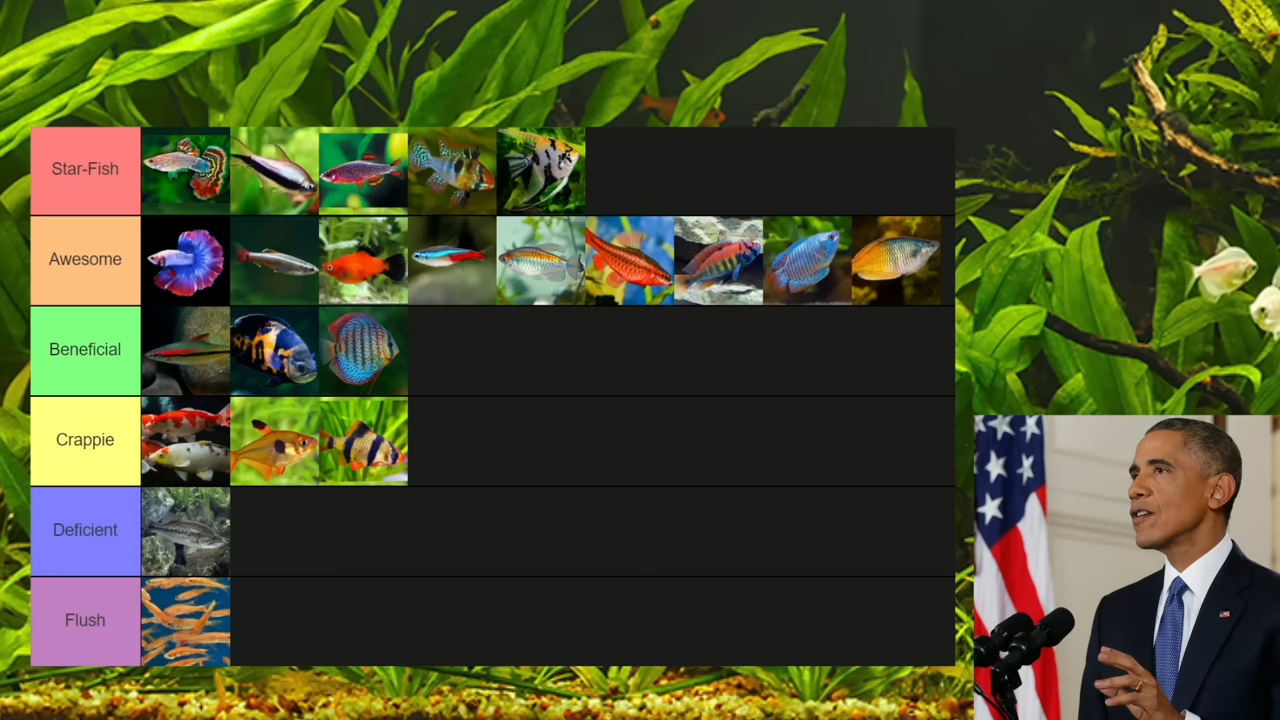 Star-Fish
Awesome
Beneficial
Crappie
Deficient
Flush